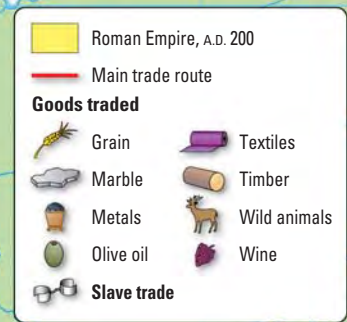 Roman Empire, A.D. 200
Main trade route
Goods traded
Grain
Textiles
Marble
Timber
Metals
Wild animals
Olive oil
Wine
Slave trade